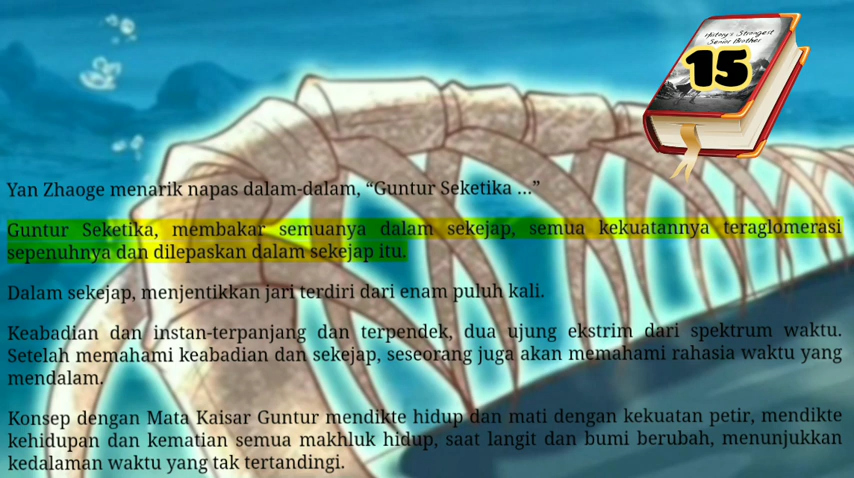 History's Strongest
Senior Brother
15
Yan Zhaoge menarik napas dalam-dalam, “Guntur Seketika ...”
Guntur Seketika, membakar semuanya dalam sekejap, semua kekuatannya teraglomerasi
sepenuhnya dan dilepaskan dalam sekejap itu.
Dalam sekejap, menjentikkan jari terdiri dari enam puluh kali.
Keabadian dan instan-terpanjang dan terpendek, dua ujung ekstrim dari spektrum waktu.
Setelah memahami keabadian dan sekejap, seseorang juga akan memahami rahasia waktu yang
mendalam.
Konsep dengan Mata Kaisar Guntur mendikte hidup dan mati dengan kekuatan petir, mendikte
kehidupan dan kematian semua makhluk hidup, saat langit dan bumi berubah, menunjukkan
kedalaman waktu yang tak tertandingi.